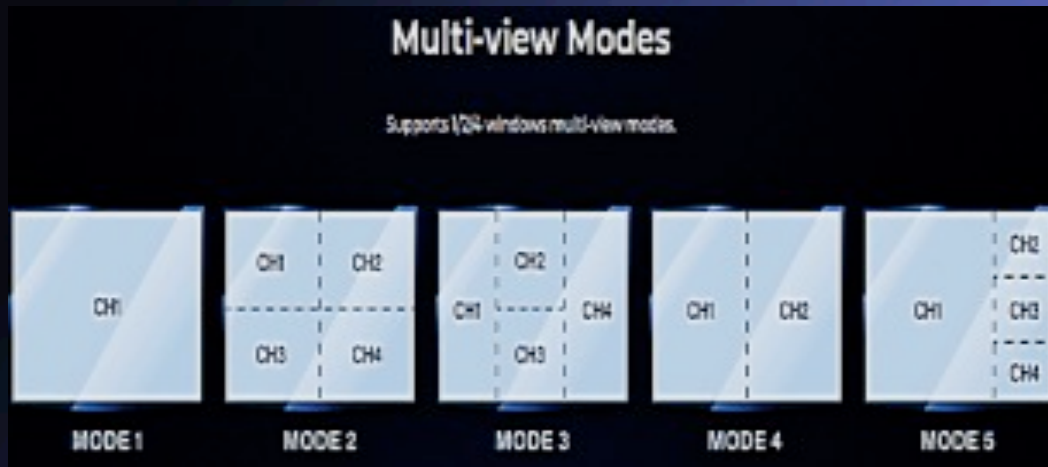 Multi-view Modes
Supports 1/2/4-windows multi-view modes.
CH1
CH1 CH2
CH3 CH4
CH1 CH2 CH3 CH4
CH1 CH2
CH1 CH2 CH3 CH4
MODE 1 MODE 2 MODE 3 MODE 4 MODE 5